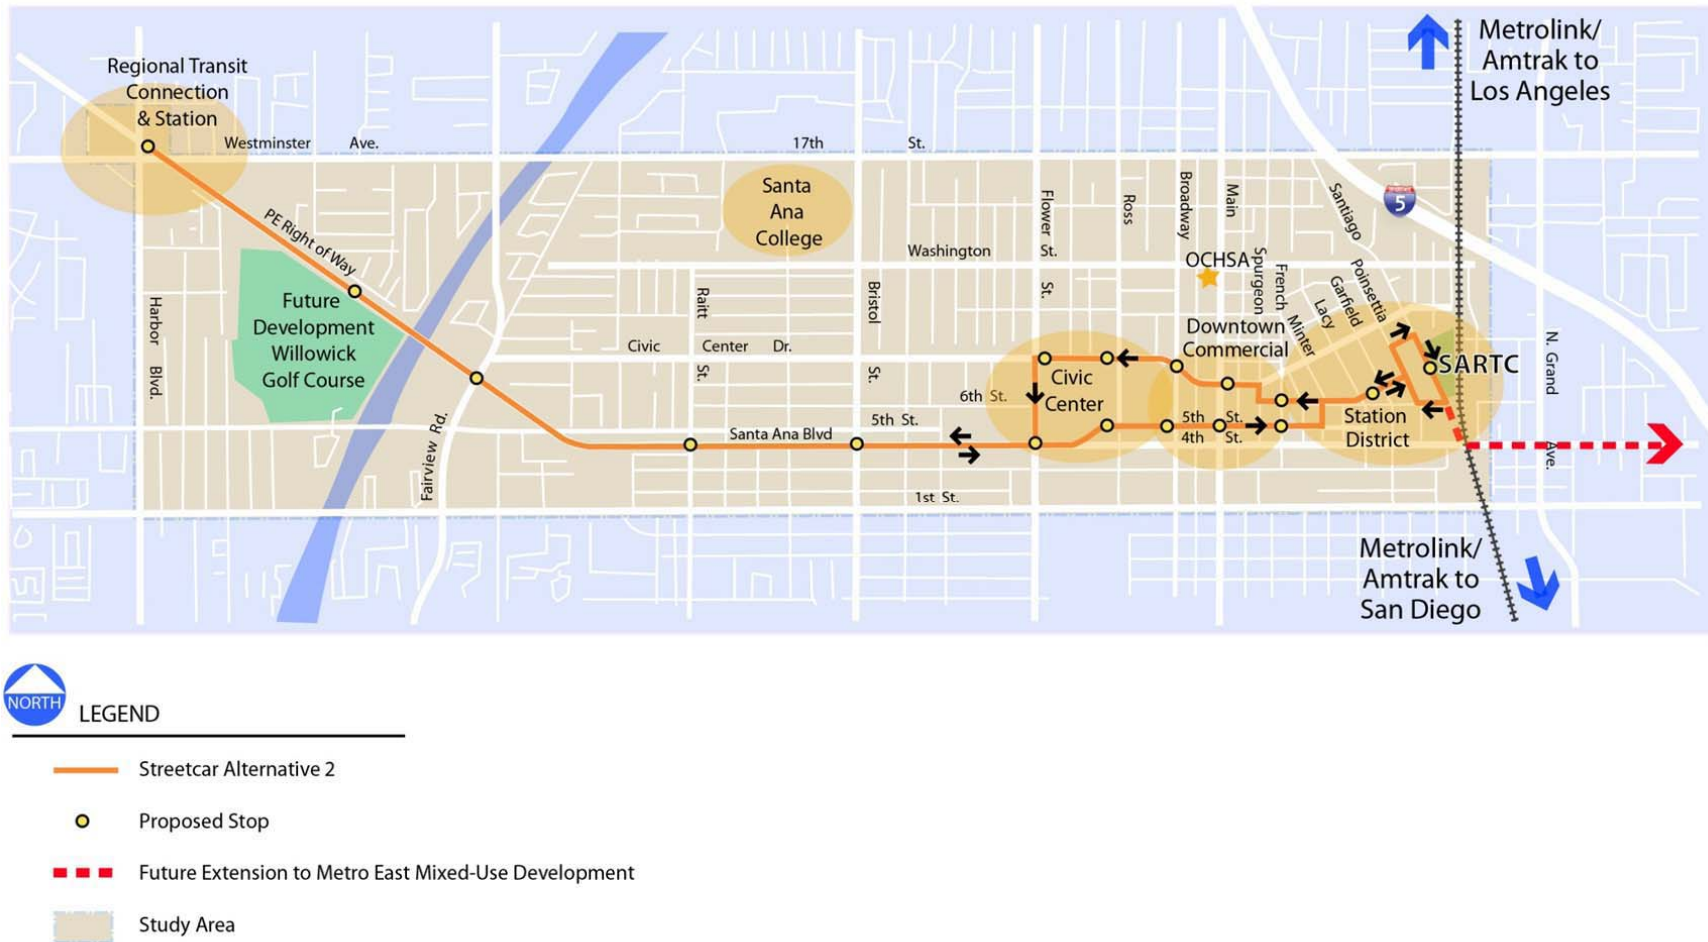 Metrolink/
Amtrak to
Los Angeles
Regional Transit
Connection
& Station
Westminster Ave.
17th St.
5
PE Right of Way
Santa
Ana
College
Flower
St.
St.
Ross
Broadway
Main
Santiago
Washington
OCHSA
Spurgeon
French
Minter
Lacy
Garfield
Poinsettia
Harbor Blvd.
Future
Development
Willowick
Golf Course
Raitt
St.
Bristol
St.
Civic Center Dr.
Downtown
Commercial
SARTC
N. Grand
Ave.
Civic
Center
6th St.
5th St.
Santa Ana Blvd
5th St.
4th St.
Station
District
Fairview Rd.
1st St.
Metrolink/
Amtrak to
San Diego
NORTH
LEGEND
Streetcar Alternative 2
Proposed Stop
Future Extension to Metro East Mixed-Use Development
Study Area